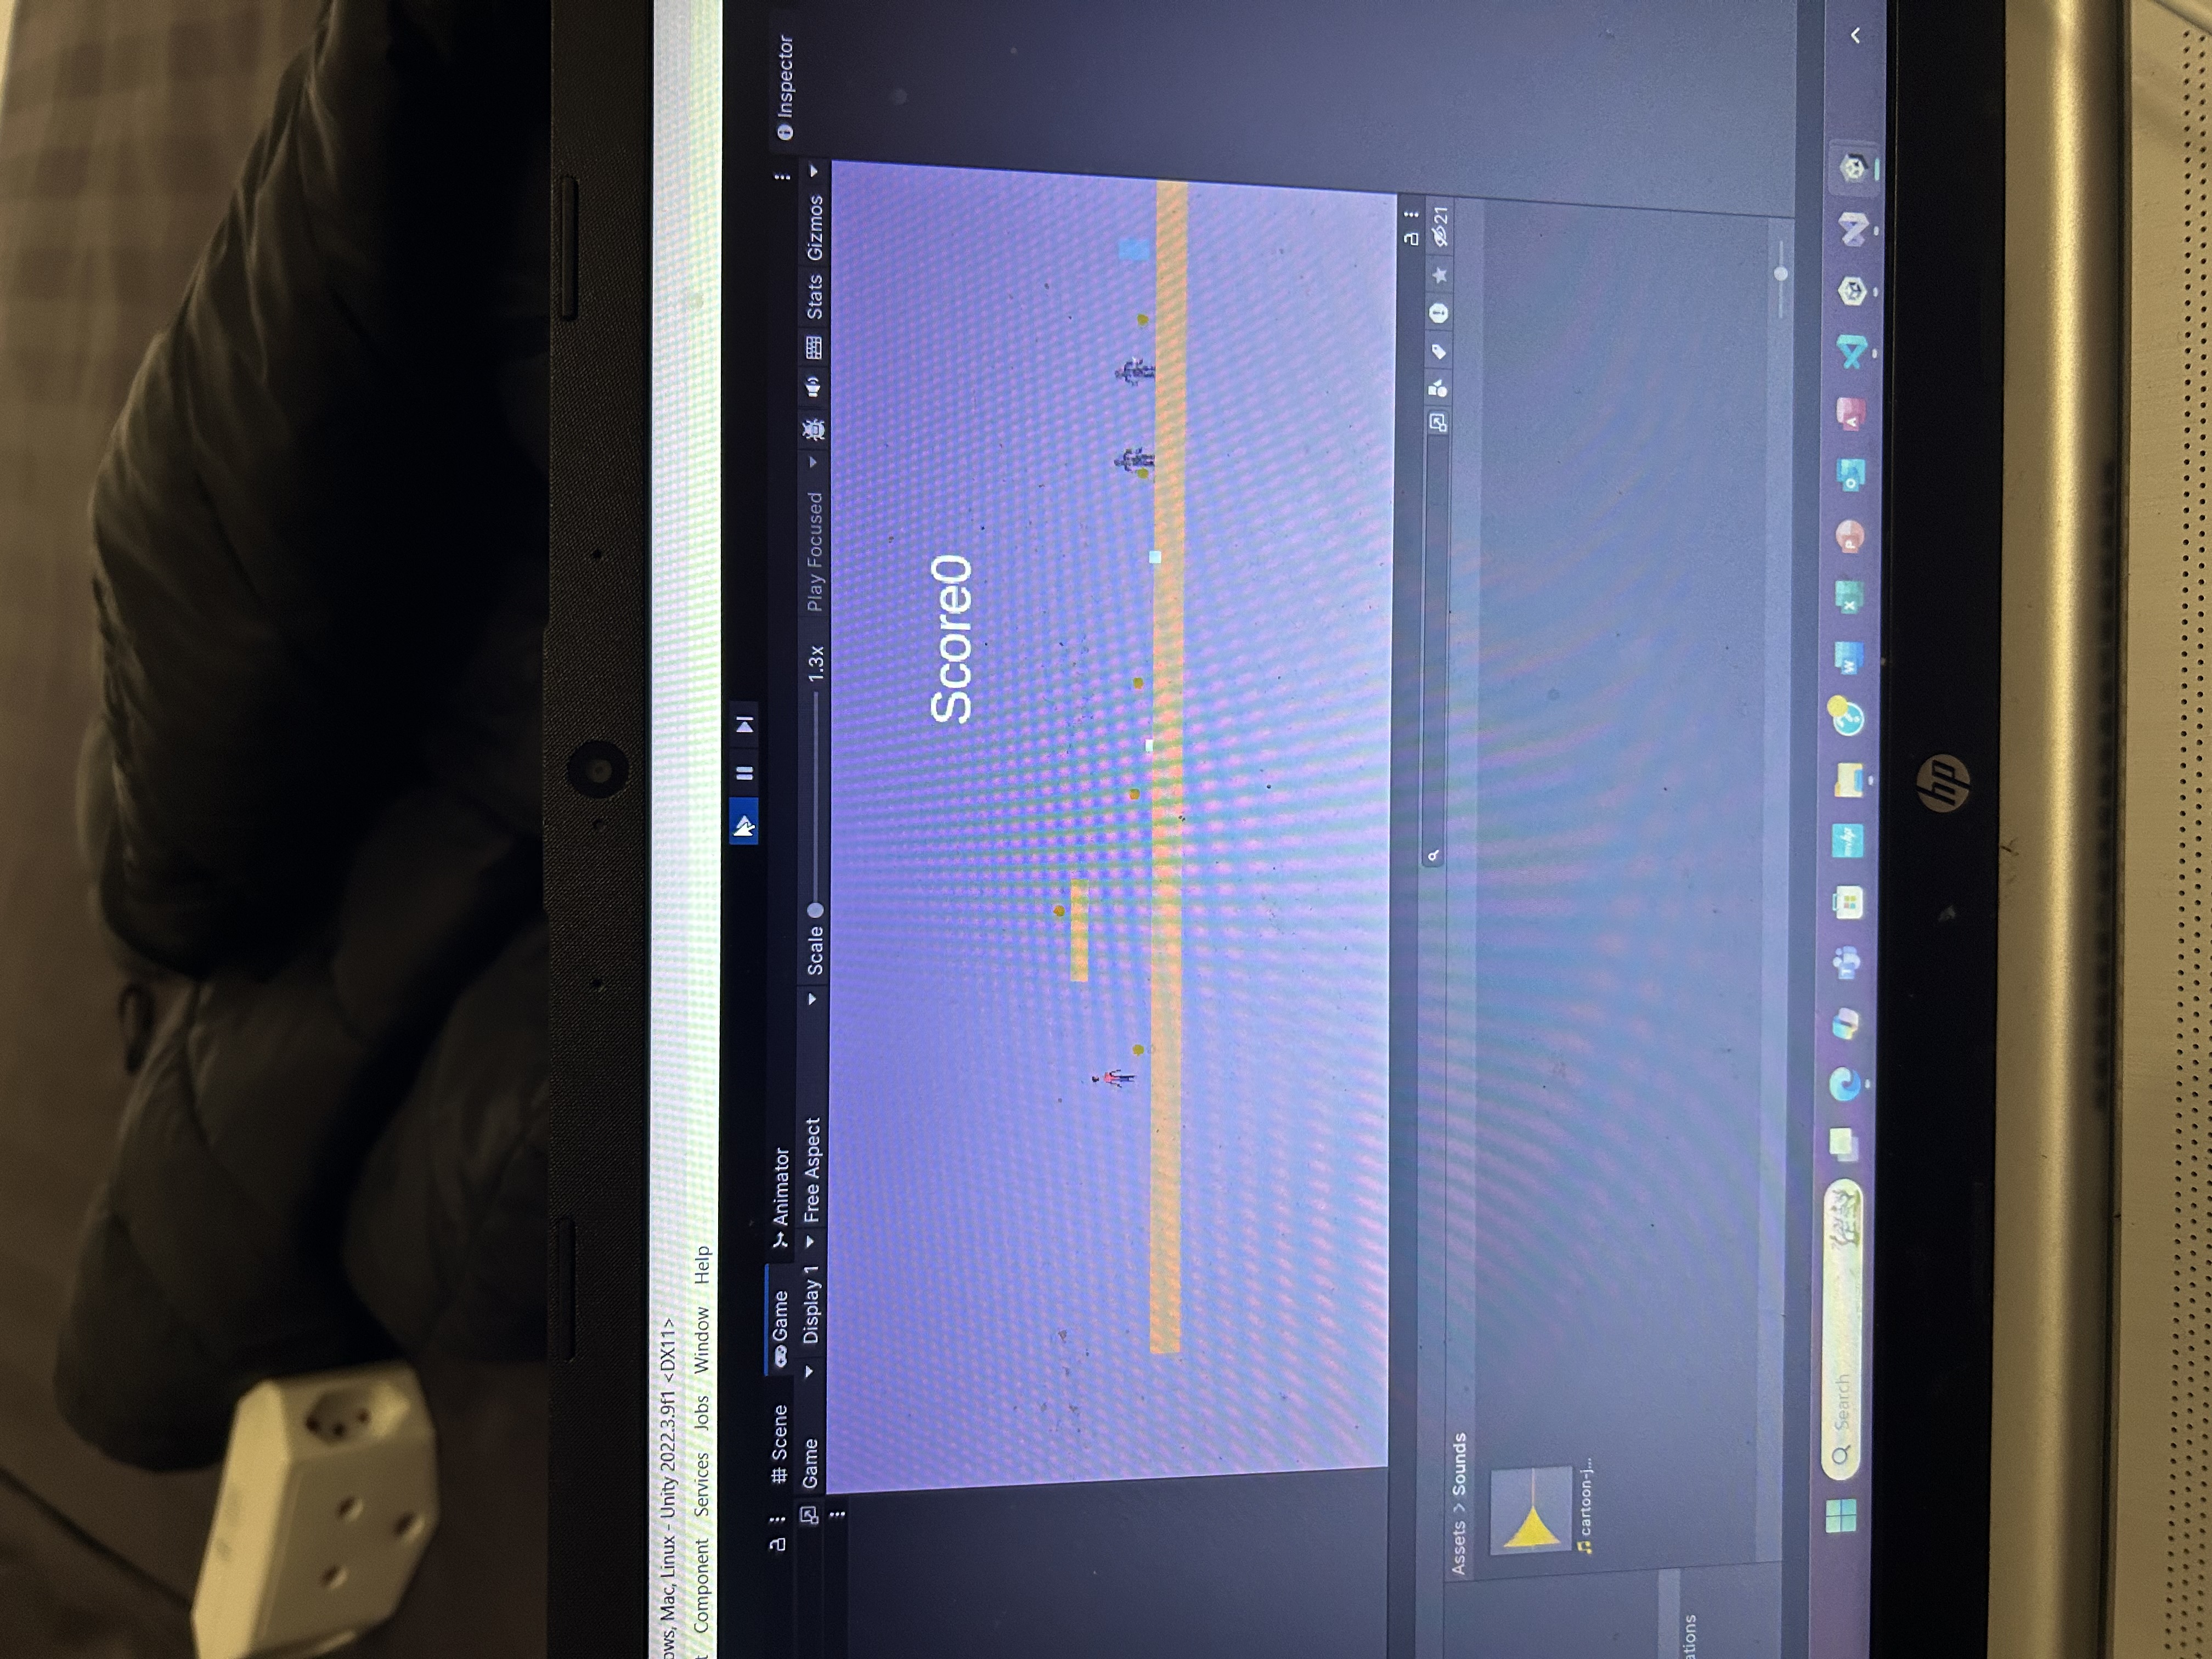 ows, Mac, Linux - Unity 2022.3.9f1 <DX11>
t Component Services Jobs Window Help
Scene Game Animator Inspector
Game Display 1 Free Aspect Scale 1.3x Play Focused Stats Gizmos
Score0
21
Assets > Sounds
cartoon-j...
ations
Search
hp